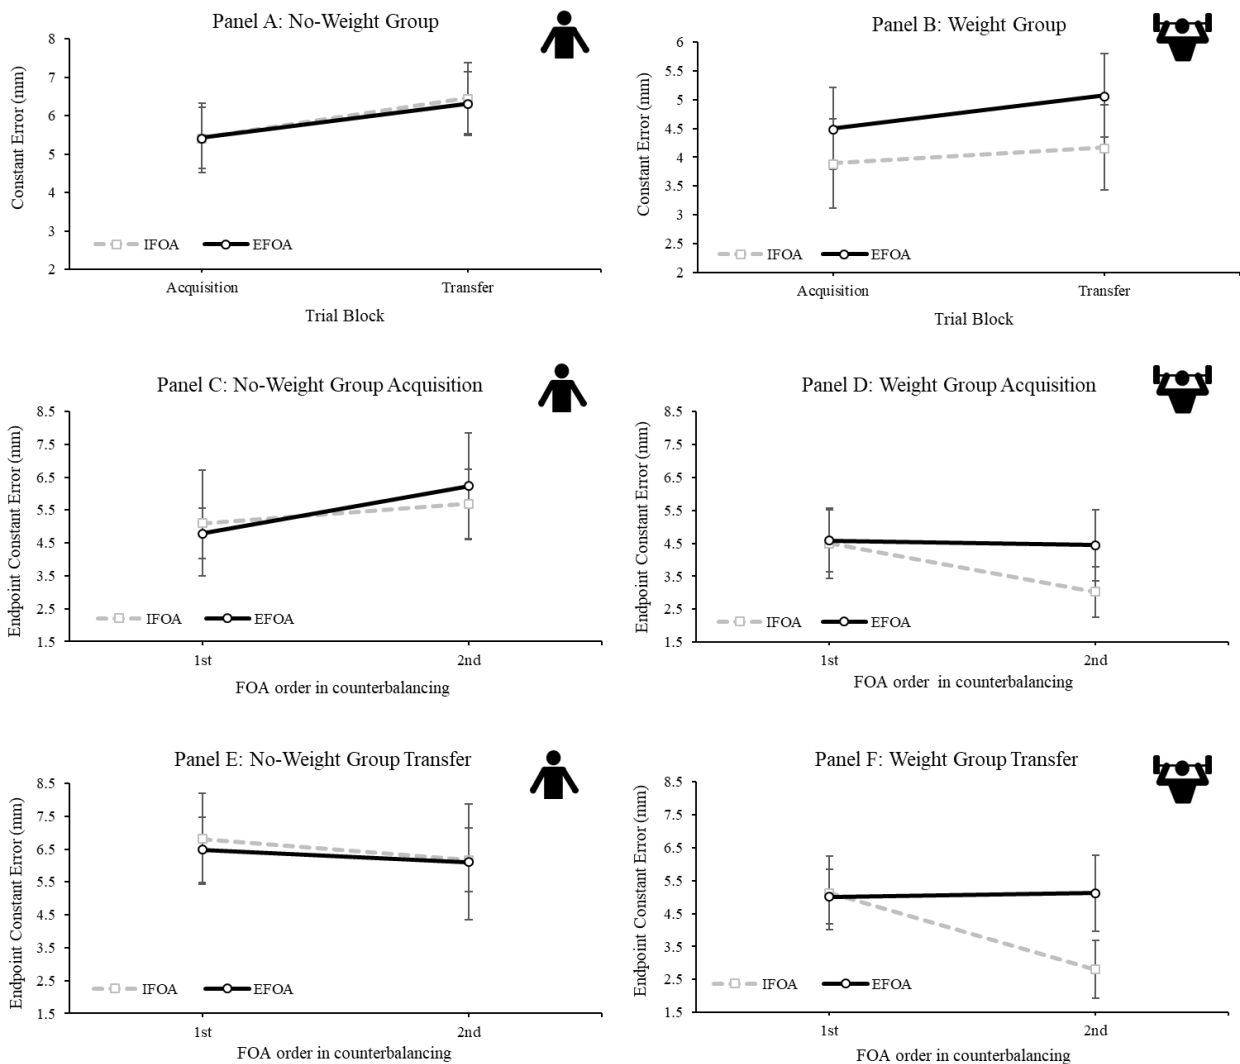 Panel A: No-Weight Group
Constant Error (mm)
8
7
6
5
4
3
2
IFOA
EFOA
Acquisition
Transfer
Trial Block
Panel B: Weight Group
Constant Error (mm)
6
5.5
5
4.5
4
3.5
3
2.5
2
IFOA
EFOA
Acquisition
Transfer
Trial Block
Panel C: No-Weight Group Acquisition
Endpoint Constant Error (mm)
8.5
7.5
6.5
5.5
4.5
3.5
2.5
1.5
IFOA
EFOA
1st
2nd
FOA order in counterbalancing
Panel D: Weight Group Acquisition
Endpoint Constant Error (mm)
8.5
7.5
6.5
5.5
4.5
3.5
2.5
1.5
IFOA
EFOA
1st
2nd
FOA order in counterbalancing
Panel E: No-Weight Group Transfer
Endpoint Constant Error (mm)
8.5
7.5
6.5
5.5
4.5
3.5
2.5
1.5
IFOA
EFOA
1st
2nd
FOA order in counterbalancing
Panel F: Weight Group Transfer
Endpoint Constant Error (mm)
8.5
7.5
6.5
5.5
4.5
3.5
2.5
1.5
IFOA
EFOA
1st
2nd
FOA order in counterbalancing